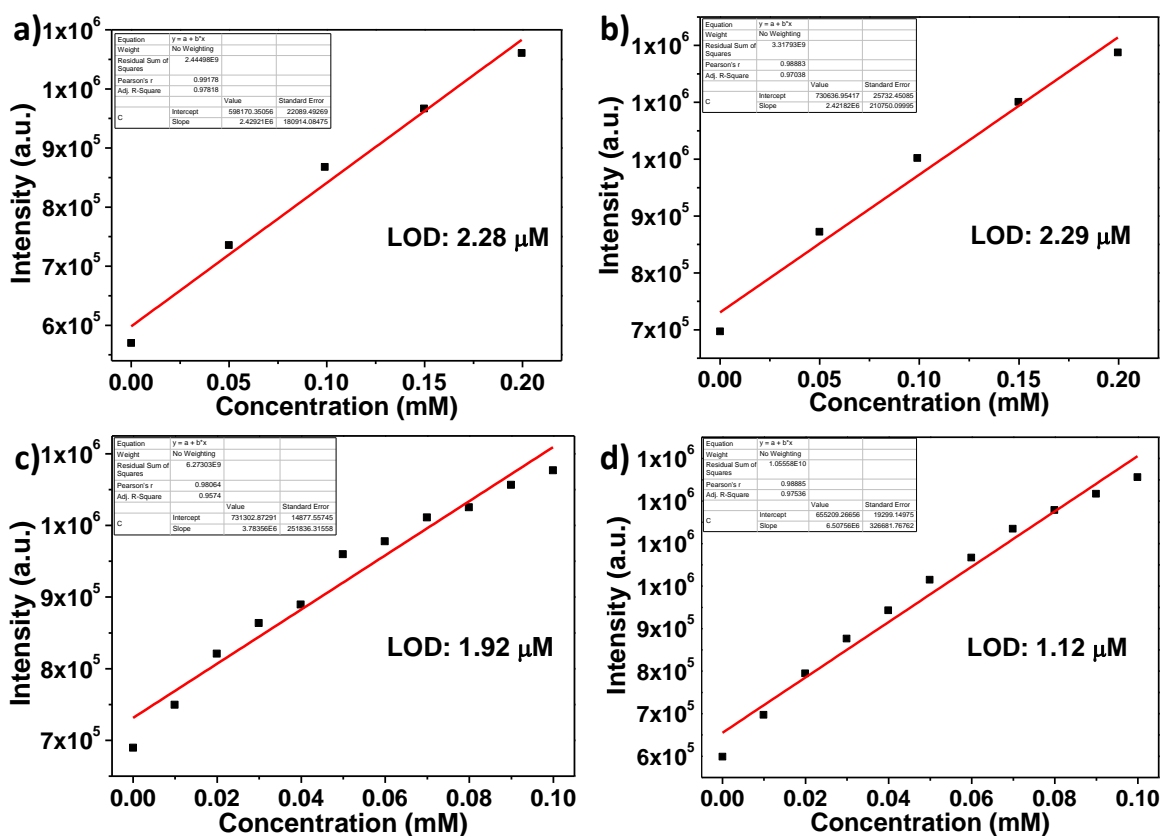 a)
Equation y = a + b*x
Weight No Weighting
Residual Sum of Squares 2.44498E9
Pearson's r 0.99178
Adj. R-Square 0.97818
Value Standard Error
C Intercept 598170.35056 22089.49269
Slope 2.42921E6 180914.08475
1x10⁶
1x10⁶
9x10⁵
8x10⁵
7x10⁵
6x10⁵
Intensity (a.u.)
LOD: 2.28 μM
0.00 0.05 0.10 0.15 0.20
Concentration (mM)
b)
Equation y = a + b*x
Weight No Weighting
Residual Sum of Squares 3.31793E9
Pearson's r 0.98883
Adj. R-Square 0.97038
Value Standard Error
C Intercept 730636.95417 25732.45085
Slope 2.42182E6 210750.09995
1x10⁶
1x10⁶
1x10⁶
9x10⁵
8x10⁵
7x10⁵
Intensity (a.u.)
LOD: 2.29 μM
0.00 0.05 0.10 0.15 0.20
Concentration (mM)
c)
Equation y = a + b*x
Weight No Weighting
Residual Sum of Squares 6.27303E9
Pearson's r 0.98064
Adj. R-Square 0.9574
Value Standard Error
C Intercept 731302.87291 14877.55745
Slope 3.78356E6 251836.31558
1x10⁶
1x10⁶
9x10⁵
8x10⁵
7x10⁵
Intensity (a.u.)
LOD: 1.92 μM
0.00 0.02 0.04 0.06 0.08 0.10
Concentration (mM)
d)
Equation y = a + b*x
Weight No Weighting
Residual Sum of Squares 1.05558E10
Pearson's r 0.98885
Adj. R-Square 0.97536
Value Standard Error
C Intercept 655209.26656 19299.14975
Slope 6.50756E6 326681.76762
1x10⁶
1x10⁶
1x10⁶
1x10⁶
9x10⁵
8x10⁵
7x10⁵
6x10⁵
Intensity (a.u.)
LOD: 1.12 μM
0.00 0.02 0.04 0.06 0.08 0.10
Concentration (mM)